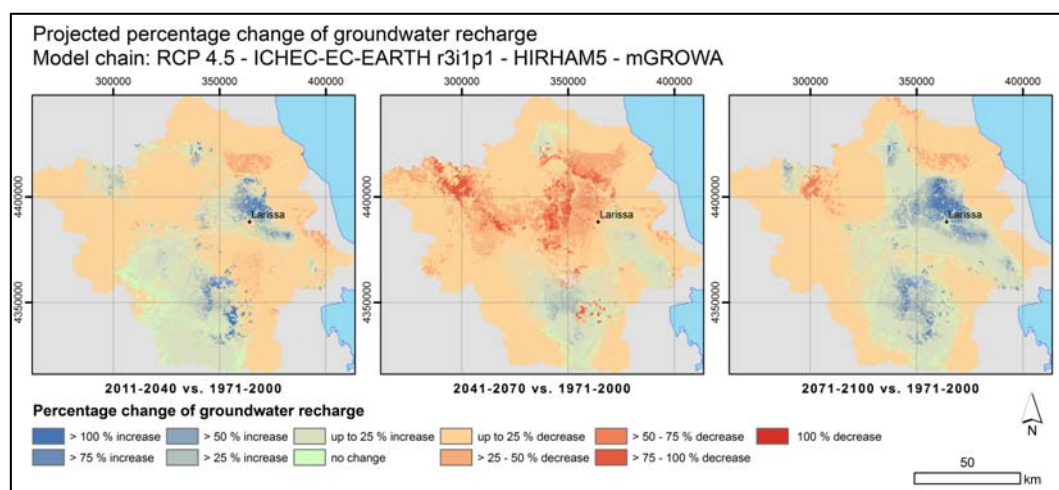 Projected percentage change of groundwater recharge
Model chain: RCP 4.5 - ICHEC-EC-EARTH r3i1p1 - HIRHAM5 - mGROWA
300000 350000 400000 300000 350000 400000 300000 350000 400000
4400000 4400000 4400000
Larissa Larissa Larissa
4350000 4350000 4350000
2011-2040 vs. 1971-2000 2041-2070 vs. 1971-2000 2071-2100 vs. 1971-2000
Percentage change of groundwater recharge
> 100 % increase > 50 % increase up to 25 % increase up to 25 % decrease > 50 - 75 % decrease 100 % decrease
> 75 % increase > 25 % increase no change > 25 - 50 % decrease > 75 - 100 % decrease
N
50
km